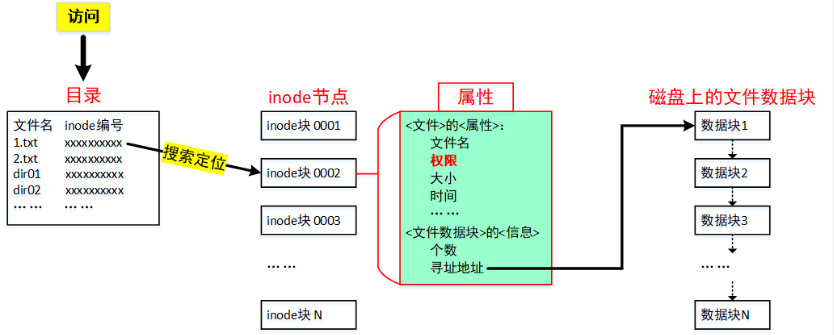 访问
目录
文件名 inode编号
1.txt xxxxxxxxxx
2.txt xxxxxxxxxx
dir01 xxxxxxxxxx
dir02 xxxxxxxxxx
…… ……
搜索定位
inode节点
inode块 0001
inode块 0002
inode块 0003
……
inode块 N
属性
<文件>的<属性>：
文件名
权限
大小
时间
……
<文件数据块>的<信息>
个数
寻址地址
磁盘上的文件数据块
数据块1
数据块2
数据块3
……
数据块N